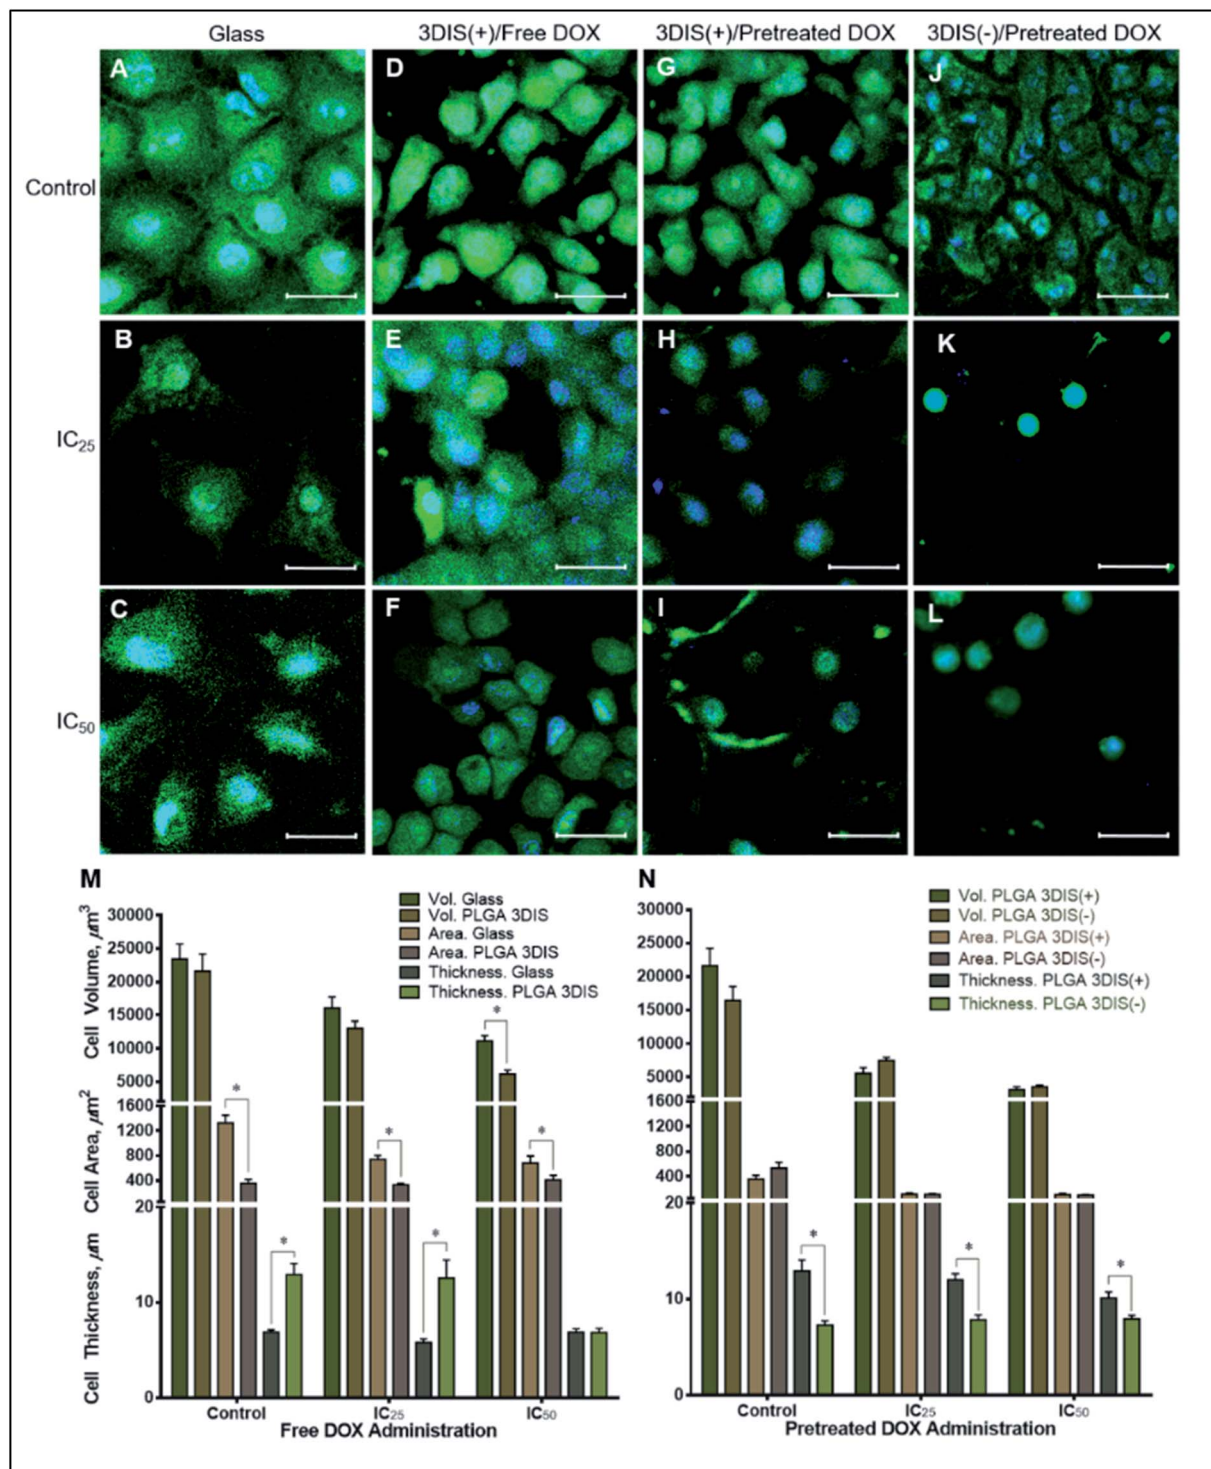 Glass 3DIS(+)/Free DOX 3DIS(+)/Pretreated DOX 3DIS(-)/Pretreated DOX
A D G J
Control
B E H K
IC25
C F I L
IC50
M
Vol. Glass
Vol. PLGA 3DIS
Area. Glass
Area. PLGA 3DIS
Thickness. Glass
Thickness. PLGA 3DIS
Cell Volume, μm3
30000
25000
20000
15000
10000
5000
Cell Area, μm2
1600
1200
800
400
Cell Thickness, μm
20
10
0
* * * * * *
Control IC25 IC50
Free DOX Administration
N
Vol. PLGA 3DIS(+)
Vol. PLGA 3DIS(-)
Area. PLGA 3DIS(+)
Area. PLGA 3DIS(-)
Thickness. PLGA 3DIS(+)
Thickness. PLGA 3DIS(-)
30000
25000
20000
15000
10000
5000
1600
1200
800
400
20
10
0
* * *
Control IC25 IC50
Pretreated DOX Administration